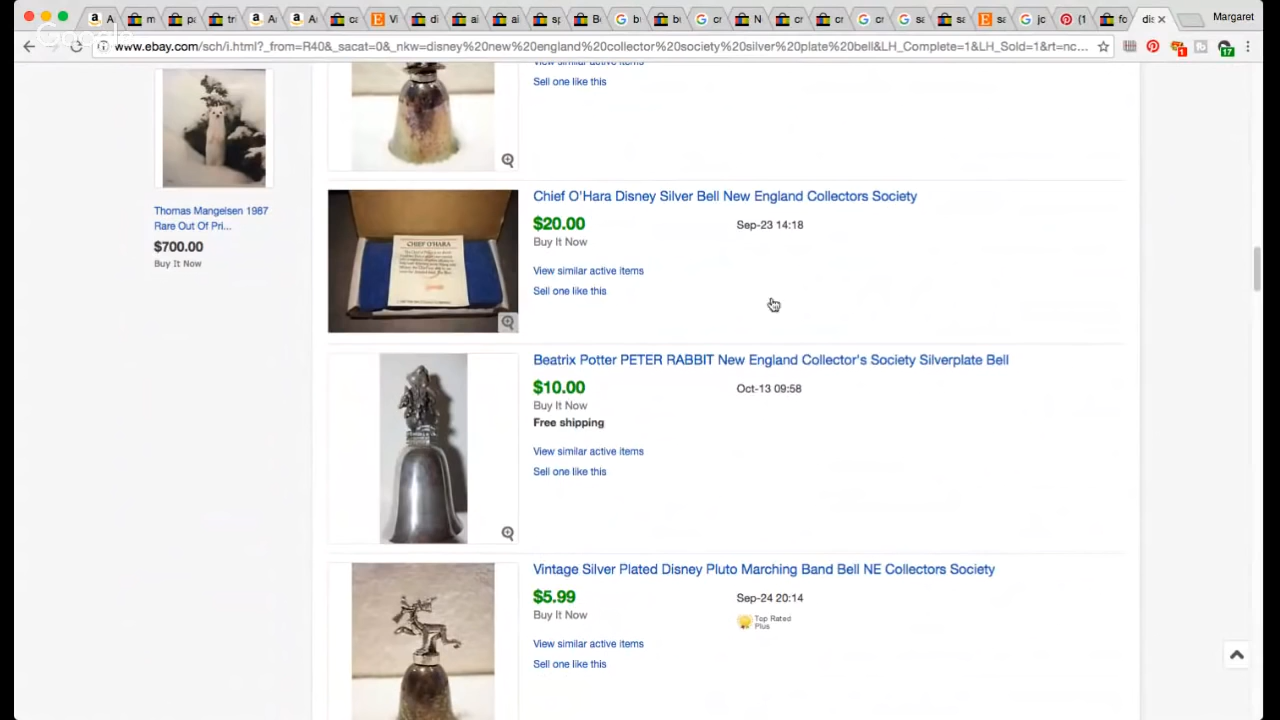 Margaret
www.ebay.com/sch/i.html?_from=R40&_sacat=0&_nkw=disney%20new%20england%20collector%20society%20silver%20plate%20bell&LH_Complete=1&LH_Sold=1&rt=nc...
Google
View similar active items
Sell one like this
Thomas Mangelsen 1987
Rare Out Of Pri...
$700.00
Buy It Now
Chief O'Hara Disney Silver Bell New England Collectors Society
$20.00
Sep-23 14:18
Buy It Now
View similar active items
Sell one like this
CHIEF O'HARA
Beatrix Potter PETER RABBIT New England Collector's Society Silverplate Bell
$10.00
Oct-13 09:58
Buy It Now
Free shipping
View similar active items
Sell one like this
Vintage Silver Plated Disney Pluto Marching Band Bell NE Collectors Society
$5.99
Sep-24 20:14
Buy It Now
Top Rated
Plus
View similar active items
Sell one like this